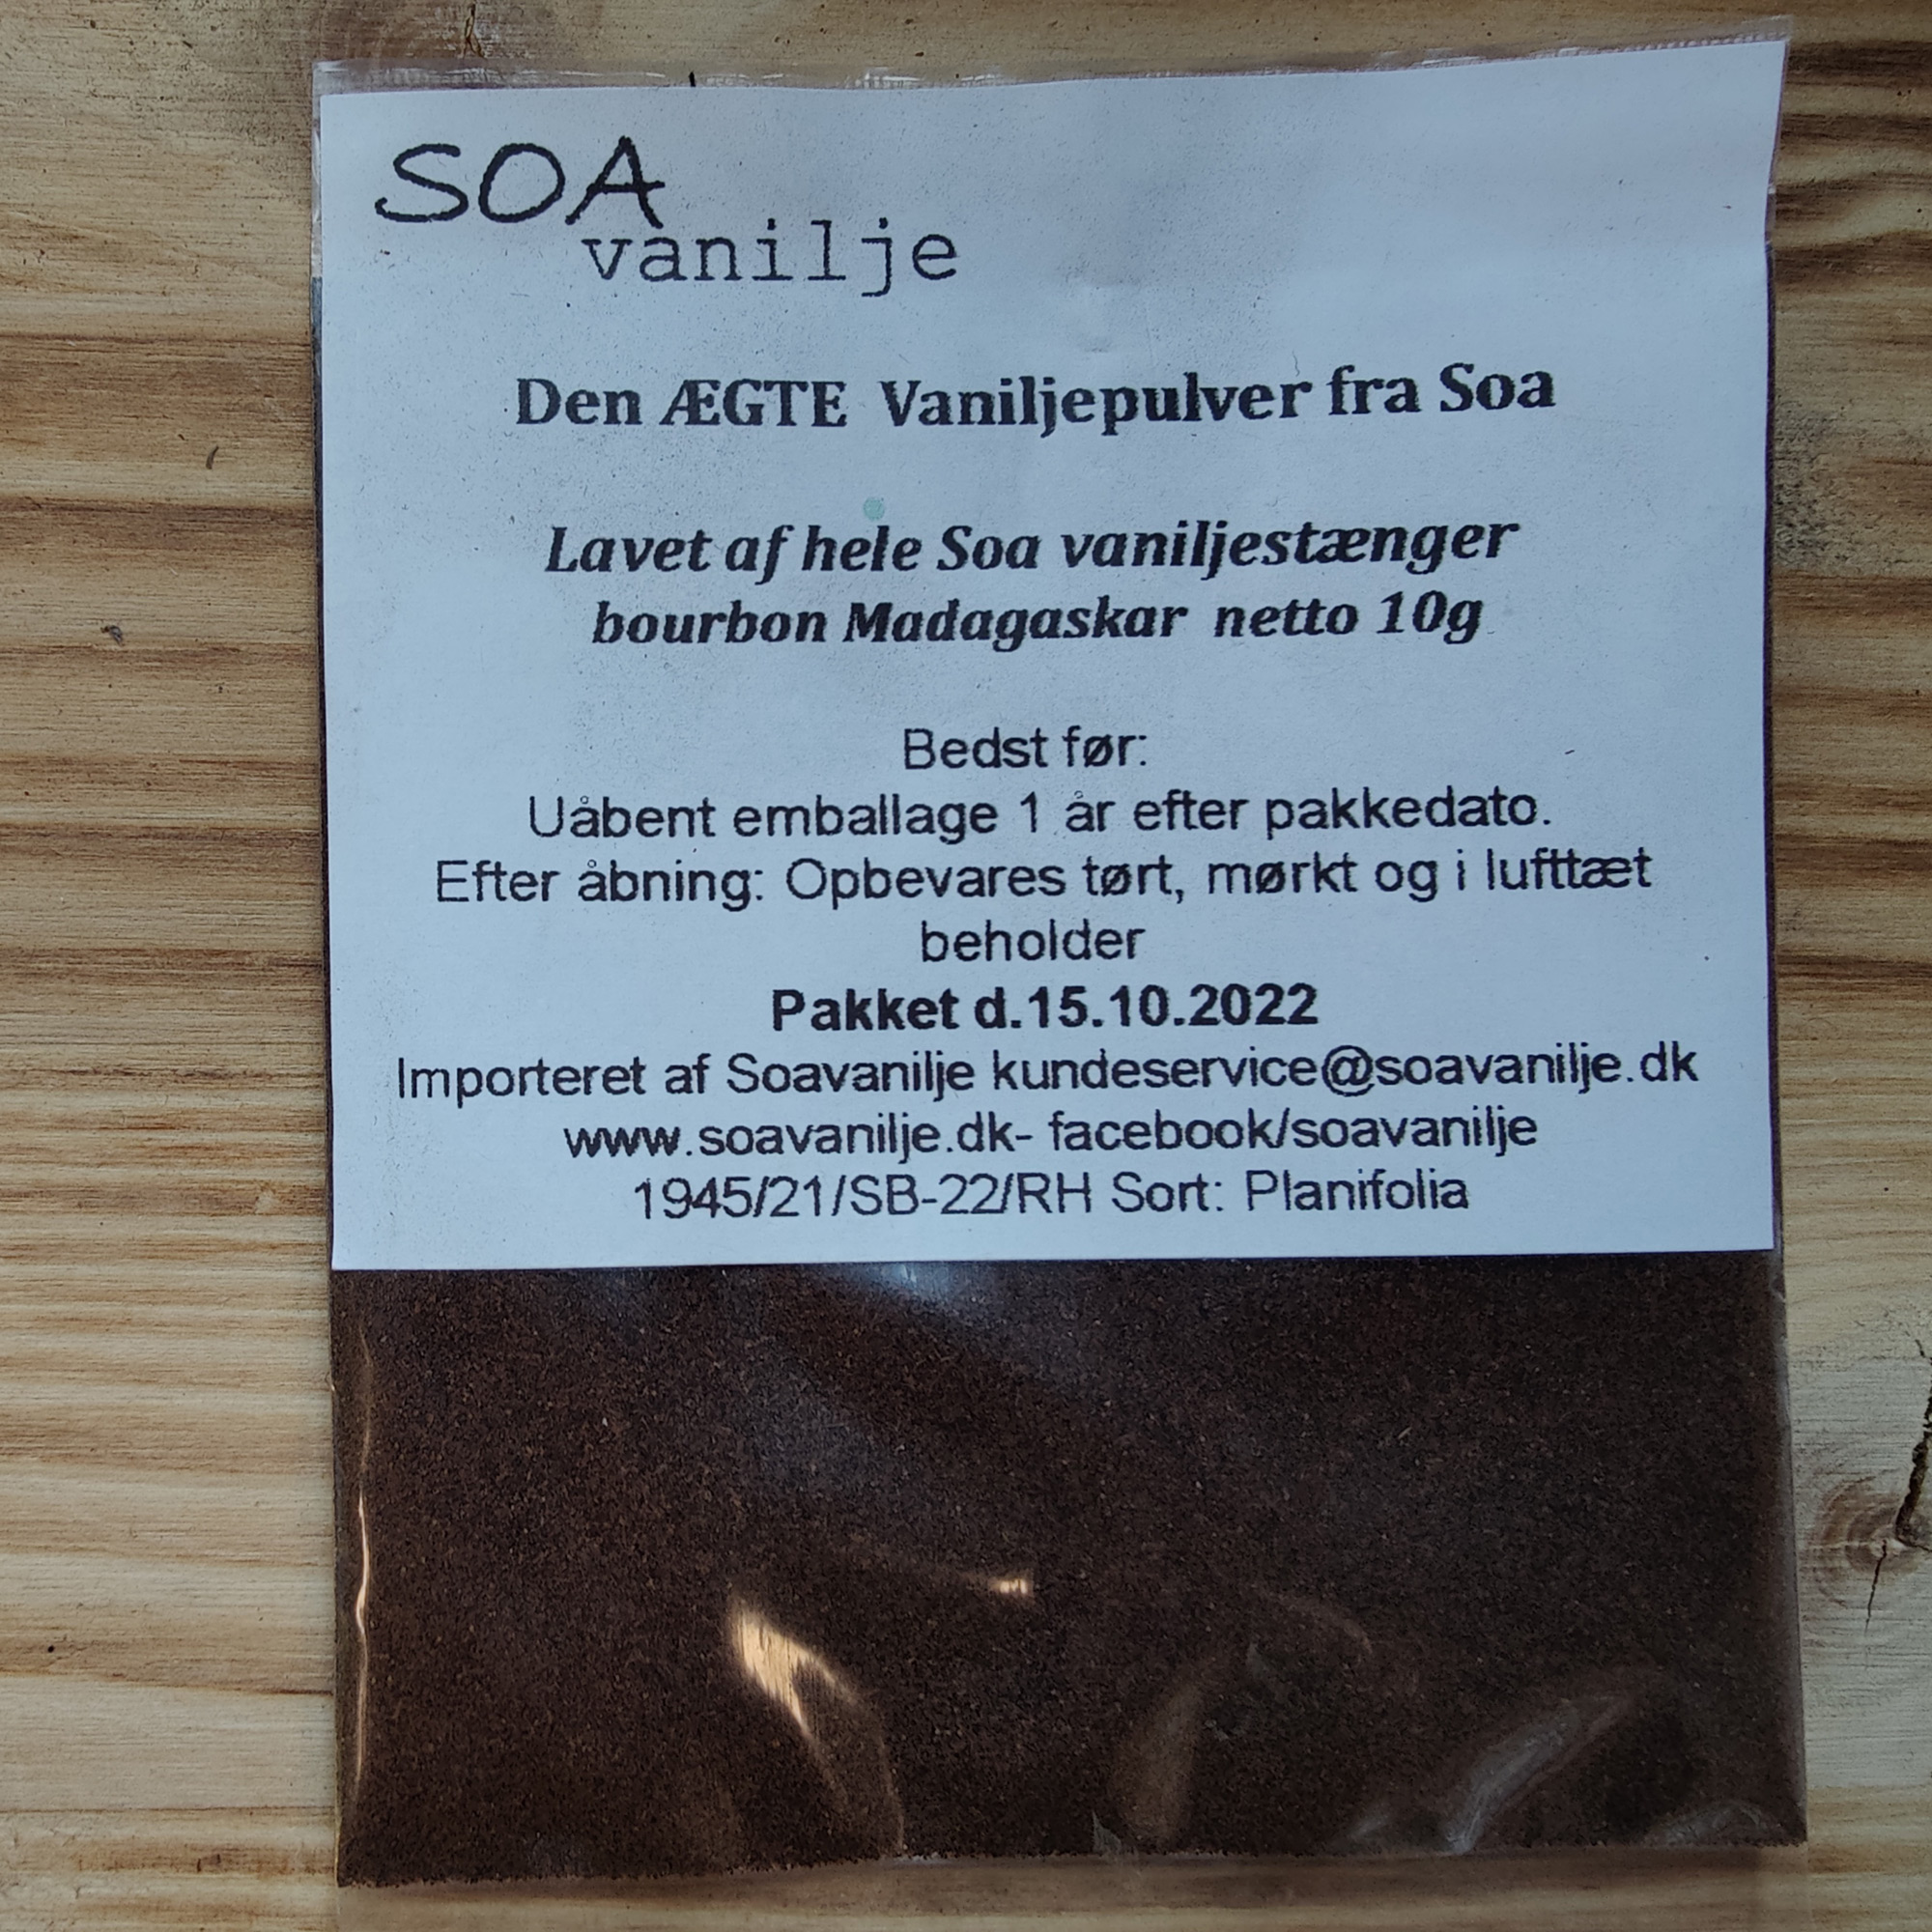 SOA
vanilje
Den ÆGTE Vaniljepulver fra Soa
Lavet af hele Soa vaniljestænger
bourbon Madagaskar netto 10g
Bedst før:
Uåbent emballage 1 år efter pakkedato.
Efter åbning: Opbevares tørt, mørkt og i lufttæt
beholder
Pakket d.15.10.2022
Importeret af Soavanilje kundeservice@soavanilje.dk
www.soavanilje.dk- facebook/soavanilje
1945/21/SB-22/RH Sort: Planifolia